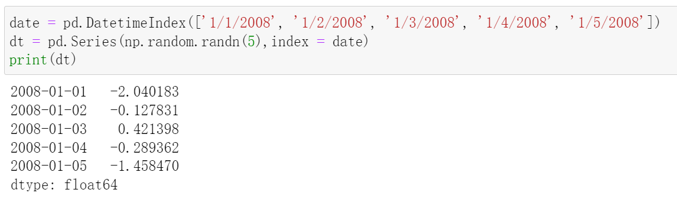 date = pd.DatetimeIndex(['1/1/2008', '1/2/2008', '1/3/2008', '1/4/2008', '1/5/2008'])
dt = pd.Series(np.random.randn(5),index = date)
print(dt)
2008-01-01   -2.040183
2008-01-02   -0.127831
2008-01-03    0.421398
2008-01-04   -0.289362
2008-01-05   -1.458470
dtype: float64